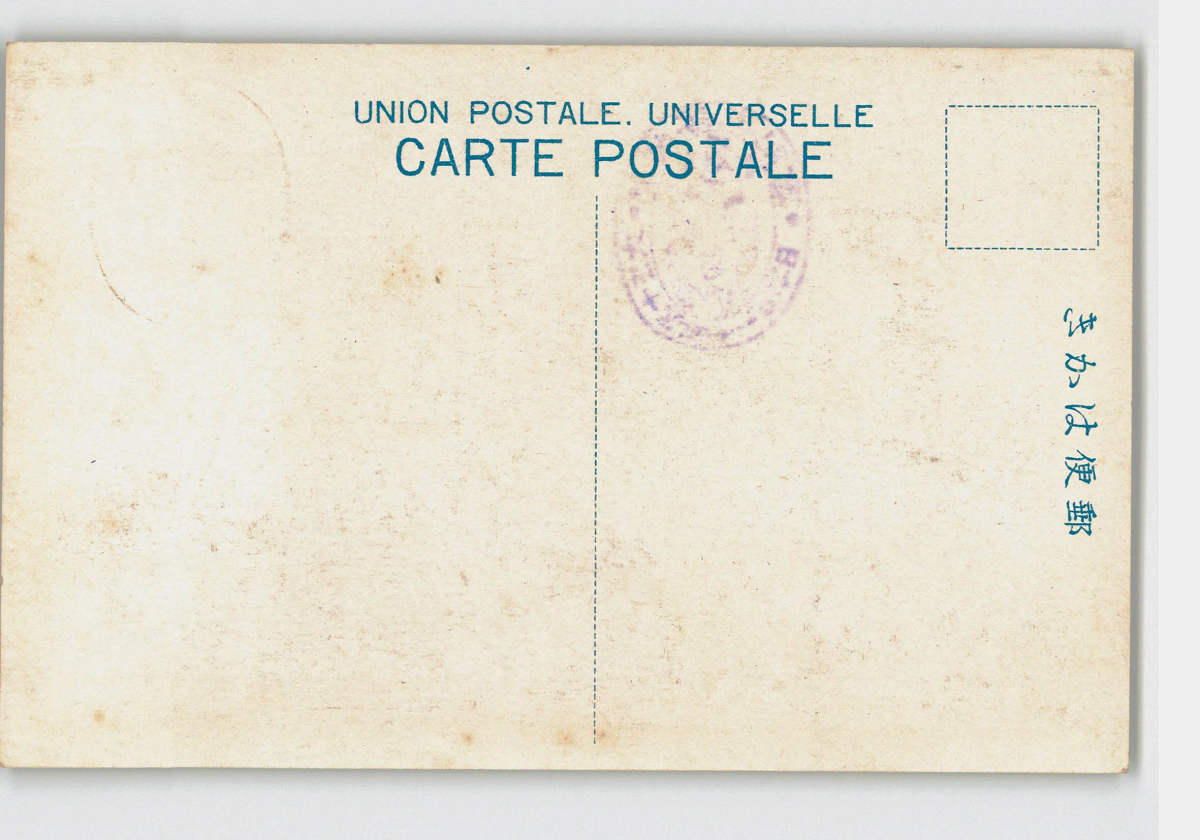 UNION POSTALE. UNIVERSELLE
CARTE POSTALE
郵便はかき